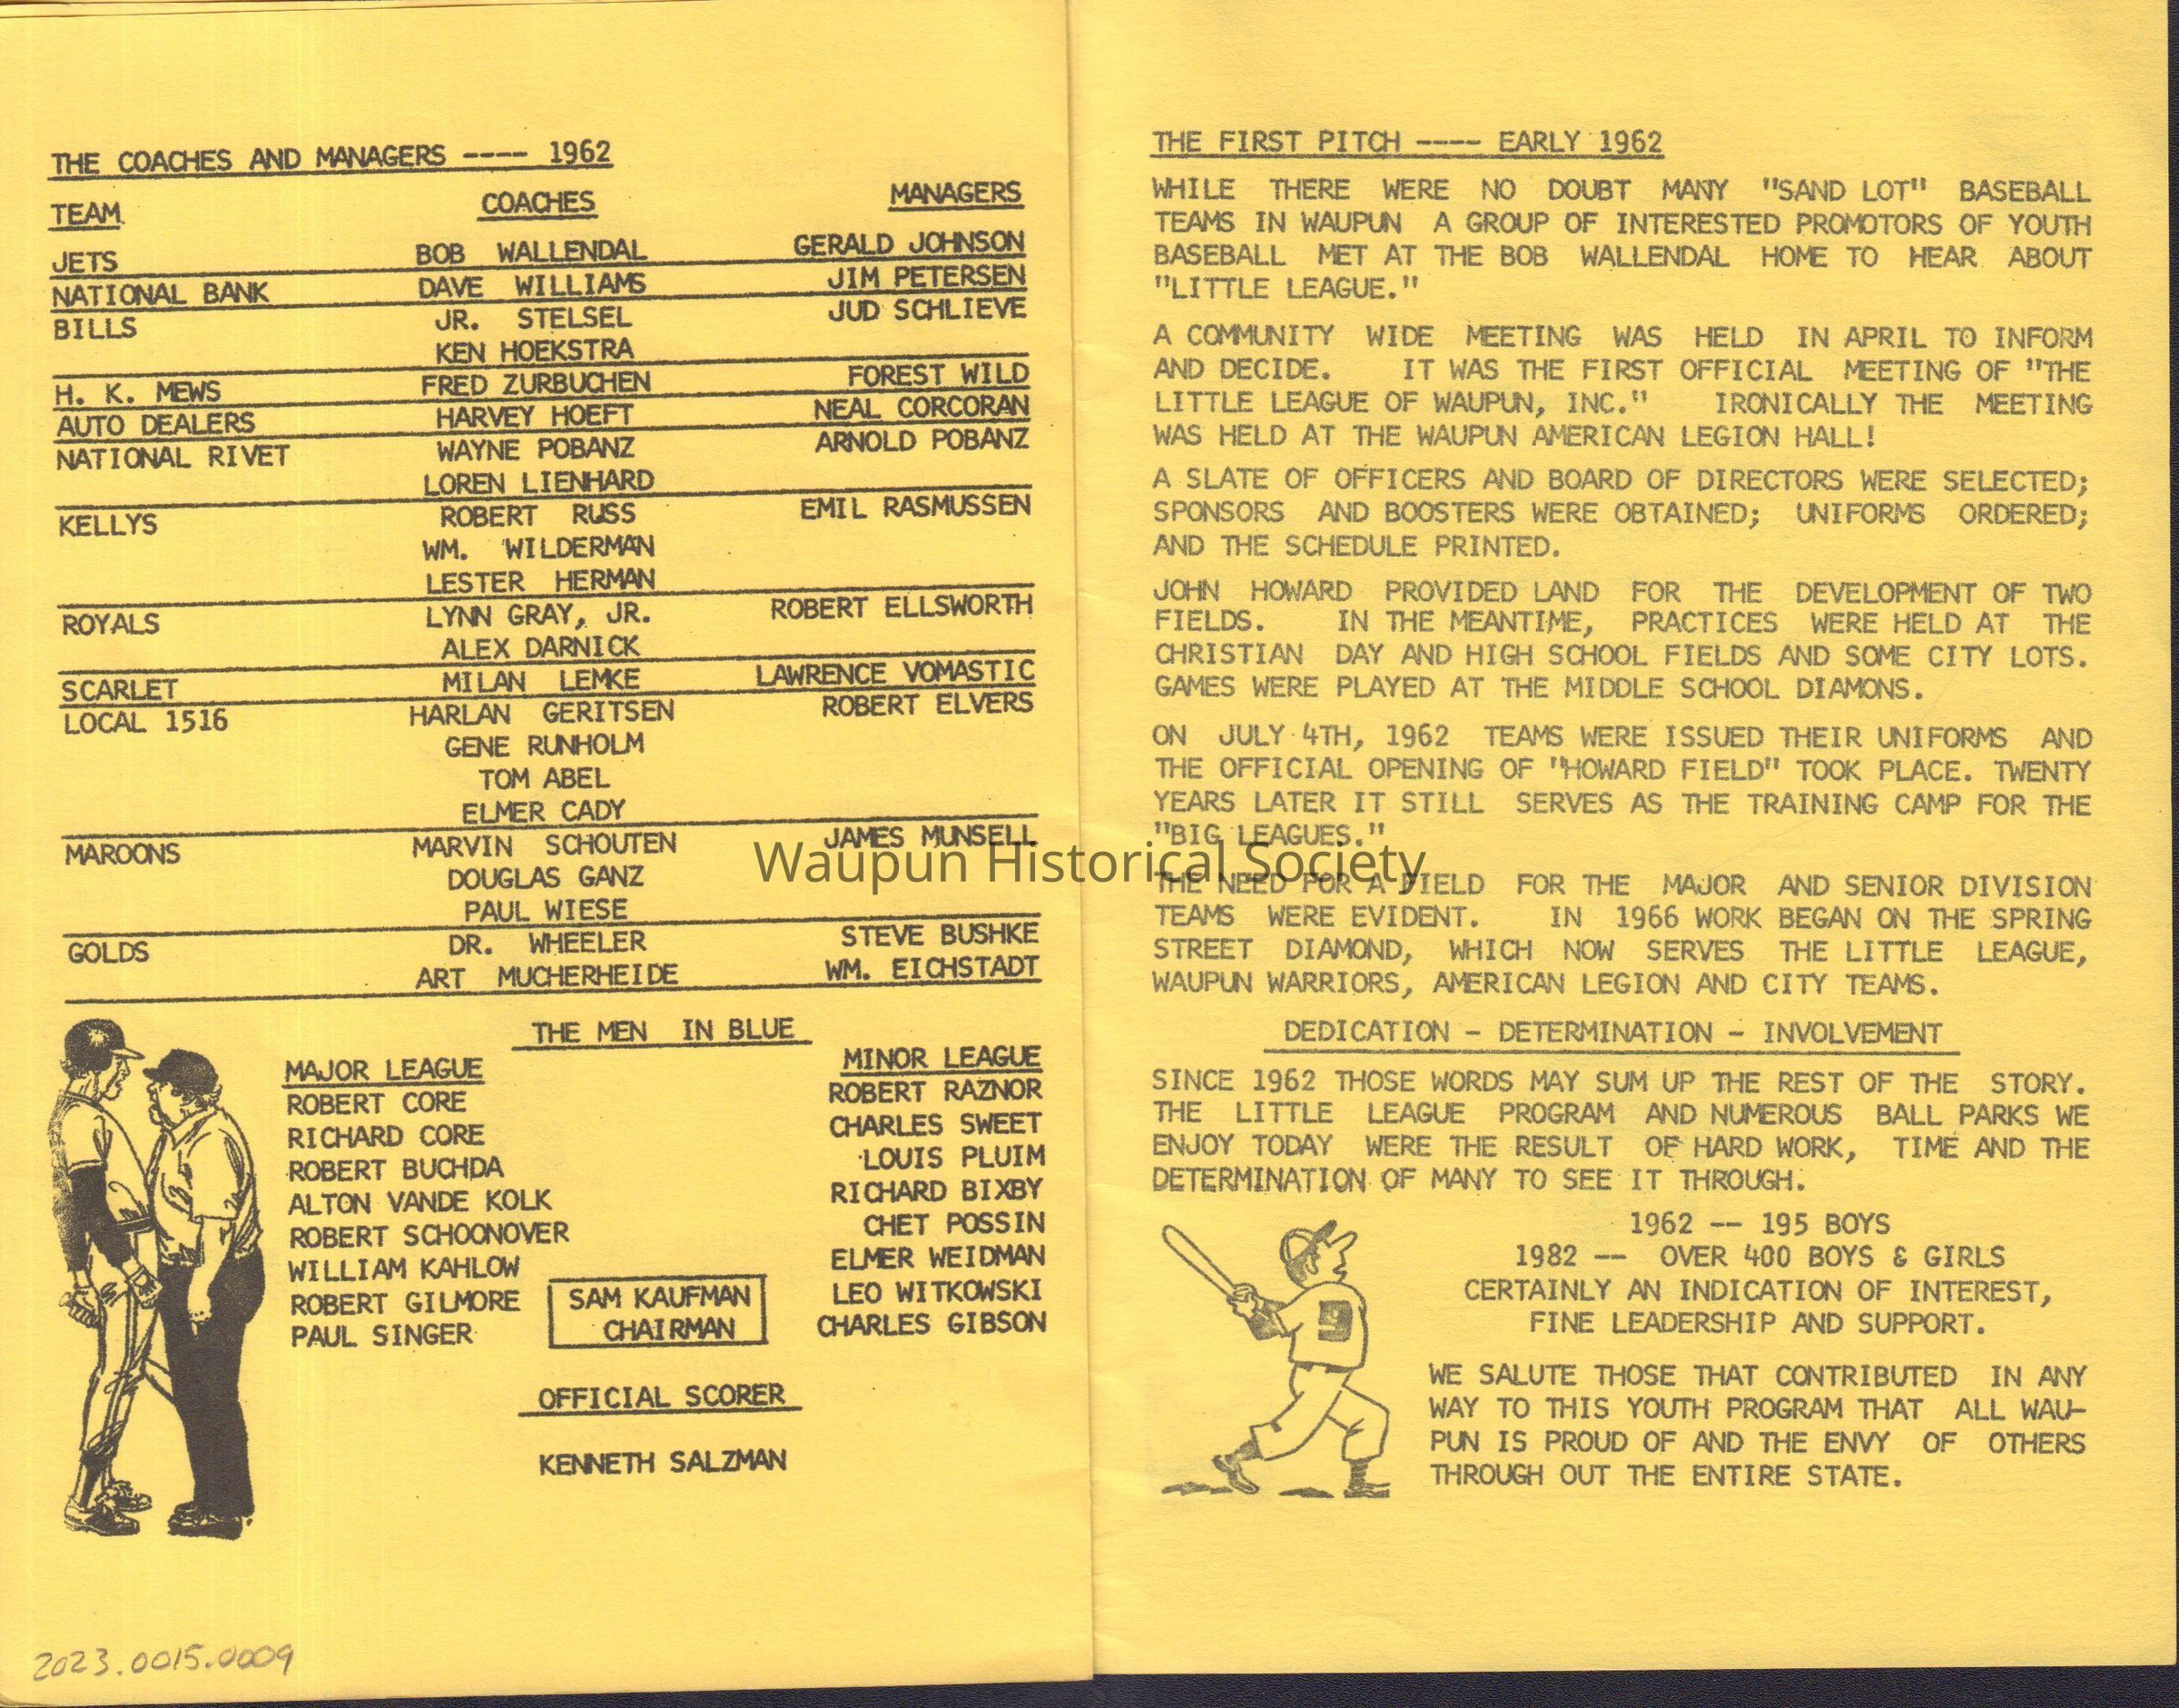 THE COACHES AND MANAGERS ---- 1962
TEAM COACHES MANAGERS
JETS BOB WALLENDAL GERALD JOHNSON
NATIONAL BANK DAVE WILLIAMS JIM PETERSEN
BILLS JR. STELSEL JUD SCHLIEVE
KEN HOEKSTRA
H. K. MEWS FRED ZURBUCHEN FOREST WILD
AUTO DEALERS HARVEY HOEFT NEAL CORCORAN
NATIONAL RIVET WAYNE POBANZ ARNOLD POBANZ
LOREN LIENHARD
KELLYS ROBERT RUSS EMIL RASMUSSEN
WM. WILDERMAN
LESTER HERMAN
ROYALS LYNN GRAY, JR. ROBERT ELLSWORTH
ALEX DARNICK
SCARLET MILAN LEMKE LAWRENCE VOMASTIC
LOCAL 1516 HARLAN GERITSEN ROBERT ELVERS
GENE RUNHOLM
TOM ABEL
ELMER CADY
MAROONS MARVIN SCHOUTEN JAMES MUNSELL
DOUGLAS GANZ
PAUL WIESE
GOLDS DR. WHEELER STEVE BUSHKE
ART MUCHERHEIDE WM. EICHSTADT
THE MEN IN BLUE
MAJOR LEAGUE MINOR LEAGUE
ROBERT CORE ROBERT RAZNOR
RICHARD CORE CHARLES SWEET
ROBERT BUCHDA LOUIS PLUIM
ALTON VANDE KOLK RICHARD BIXBY
ROBERT SCHOONOVER CHET POSSIN
WILLIAM KAHLOW ELMER WEIDMAN
ROBERT GILMORE SAM KAUFMAN LEO WITKOWSKI
PAUL SINGER CHAIRMAN CHARLES GIBSON
OFFICIAL SCORER
KENNETH SALZMAN
2023.0015.0009
THE FIRST PITCH ---- EARLY 1962
WHILE THERE WERE NO DOUBT MANY "SAND LOT" BASEBALL
TEAMS IN WAUPUN A GROUP OF INTERESTED PROMOTORS OF YOUTH
BASEBALL MET AT THE BOB WALLENDAL HOME TO HEAR ABOUT
"LITTLE LEAGUE."
A COMMUNITY WIDE MEETING WAS HELD IN APRIL TO INFORM
AND DECIDE. IT WAS THE FIRST OFFICIAL MEETING OF "THE
LITTLE LEAGUE OF WAUPUN, INC." IRONICALLY THE MEETING
WAS HELD AT THE WAUPUN AMERICAN LEGION HALL!
A SLATE OF OFFICERS AND BOARD OF DIRECTORS WERE SELECTED;
SPONSORS AND BOOSTERS WERE OBTAINED; UNIFORMS ORDERED;
AND THE SCHEDULE PRINTED.
JOHN HOWARD PROVIDED LAND FOR THE DEVELOPMENT OF TWO
FIELDS. IN THE MEANTIME, PRACTICES WERE HELD AT THE
CHRISTIAN DAY AND HIGH SCHOOL FIELDS AND SOME CITY LOTS.
GAMES WERE PLAYED AT THE MIDDLE SCHOOL DIAMONS.
ON JULY 4TH, 1962 TEAMS WERE ISSUED THEIR UNIFORMS AND
THE OFFICIAL OPENING OF "HOWARD FIELD" TOOK PLACE. TWENTY
YEARS LATER IT STILL SERVES AS THE TRAINING CAMP FOR THE
"BIG LEAGUES."
Waupun Historical Society
THE NEED FOR A FIELD FOR THE MAJOR AND SENIOR DIVISION
TEAMS WERE EVIDENT. IN 1966 WORK BEGAN ON THE SPRING
STREET DIAMOND, WHICH NOW SERVES THE LITTLE LEAGUE,
WAUPUN WARRIORS, AMERICAN LEGION AND CITY TEAMS.
DEDICATION - DETERMINATION - INVOLVEMENT
SINCE 1962 THOSE WORDS MAY SUM UP THE REST OF THE STORY.
THE LITTLE LEAGUE PROGRAM AND NUMEROUS BALL PARKS WE
ENJOY TODAY WERE THE RESULT OF HARD WORK, TIME AND THE
DETERMINATION OF MANY TO SEE IT THROUGH.
1962 -- 195 BOYS
1982 -- OVER 400 BOYS & GIRLS
CERTAINLY AN INDICATION OF INTEREST,
FINE LEADERSHIP AND SUPPORT.
9
WE SALUTE THOSE THAT CONTRIBUTED IN ANY
WAY TO THIS YOUTH PROGRAM THAT ALL WAU-
PUN IS PROUD OF AND THE ENVY OF OTHERS
THROUGH OUT THE ENTIRE STATE.